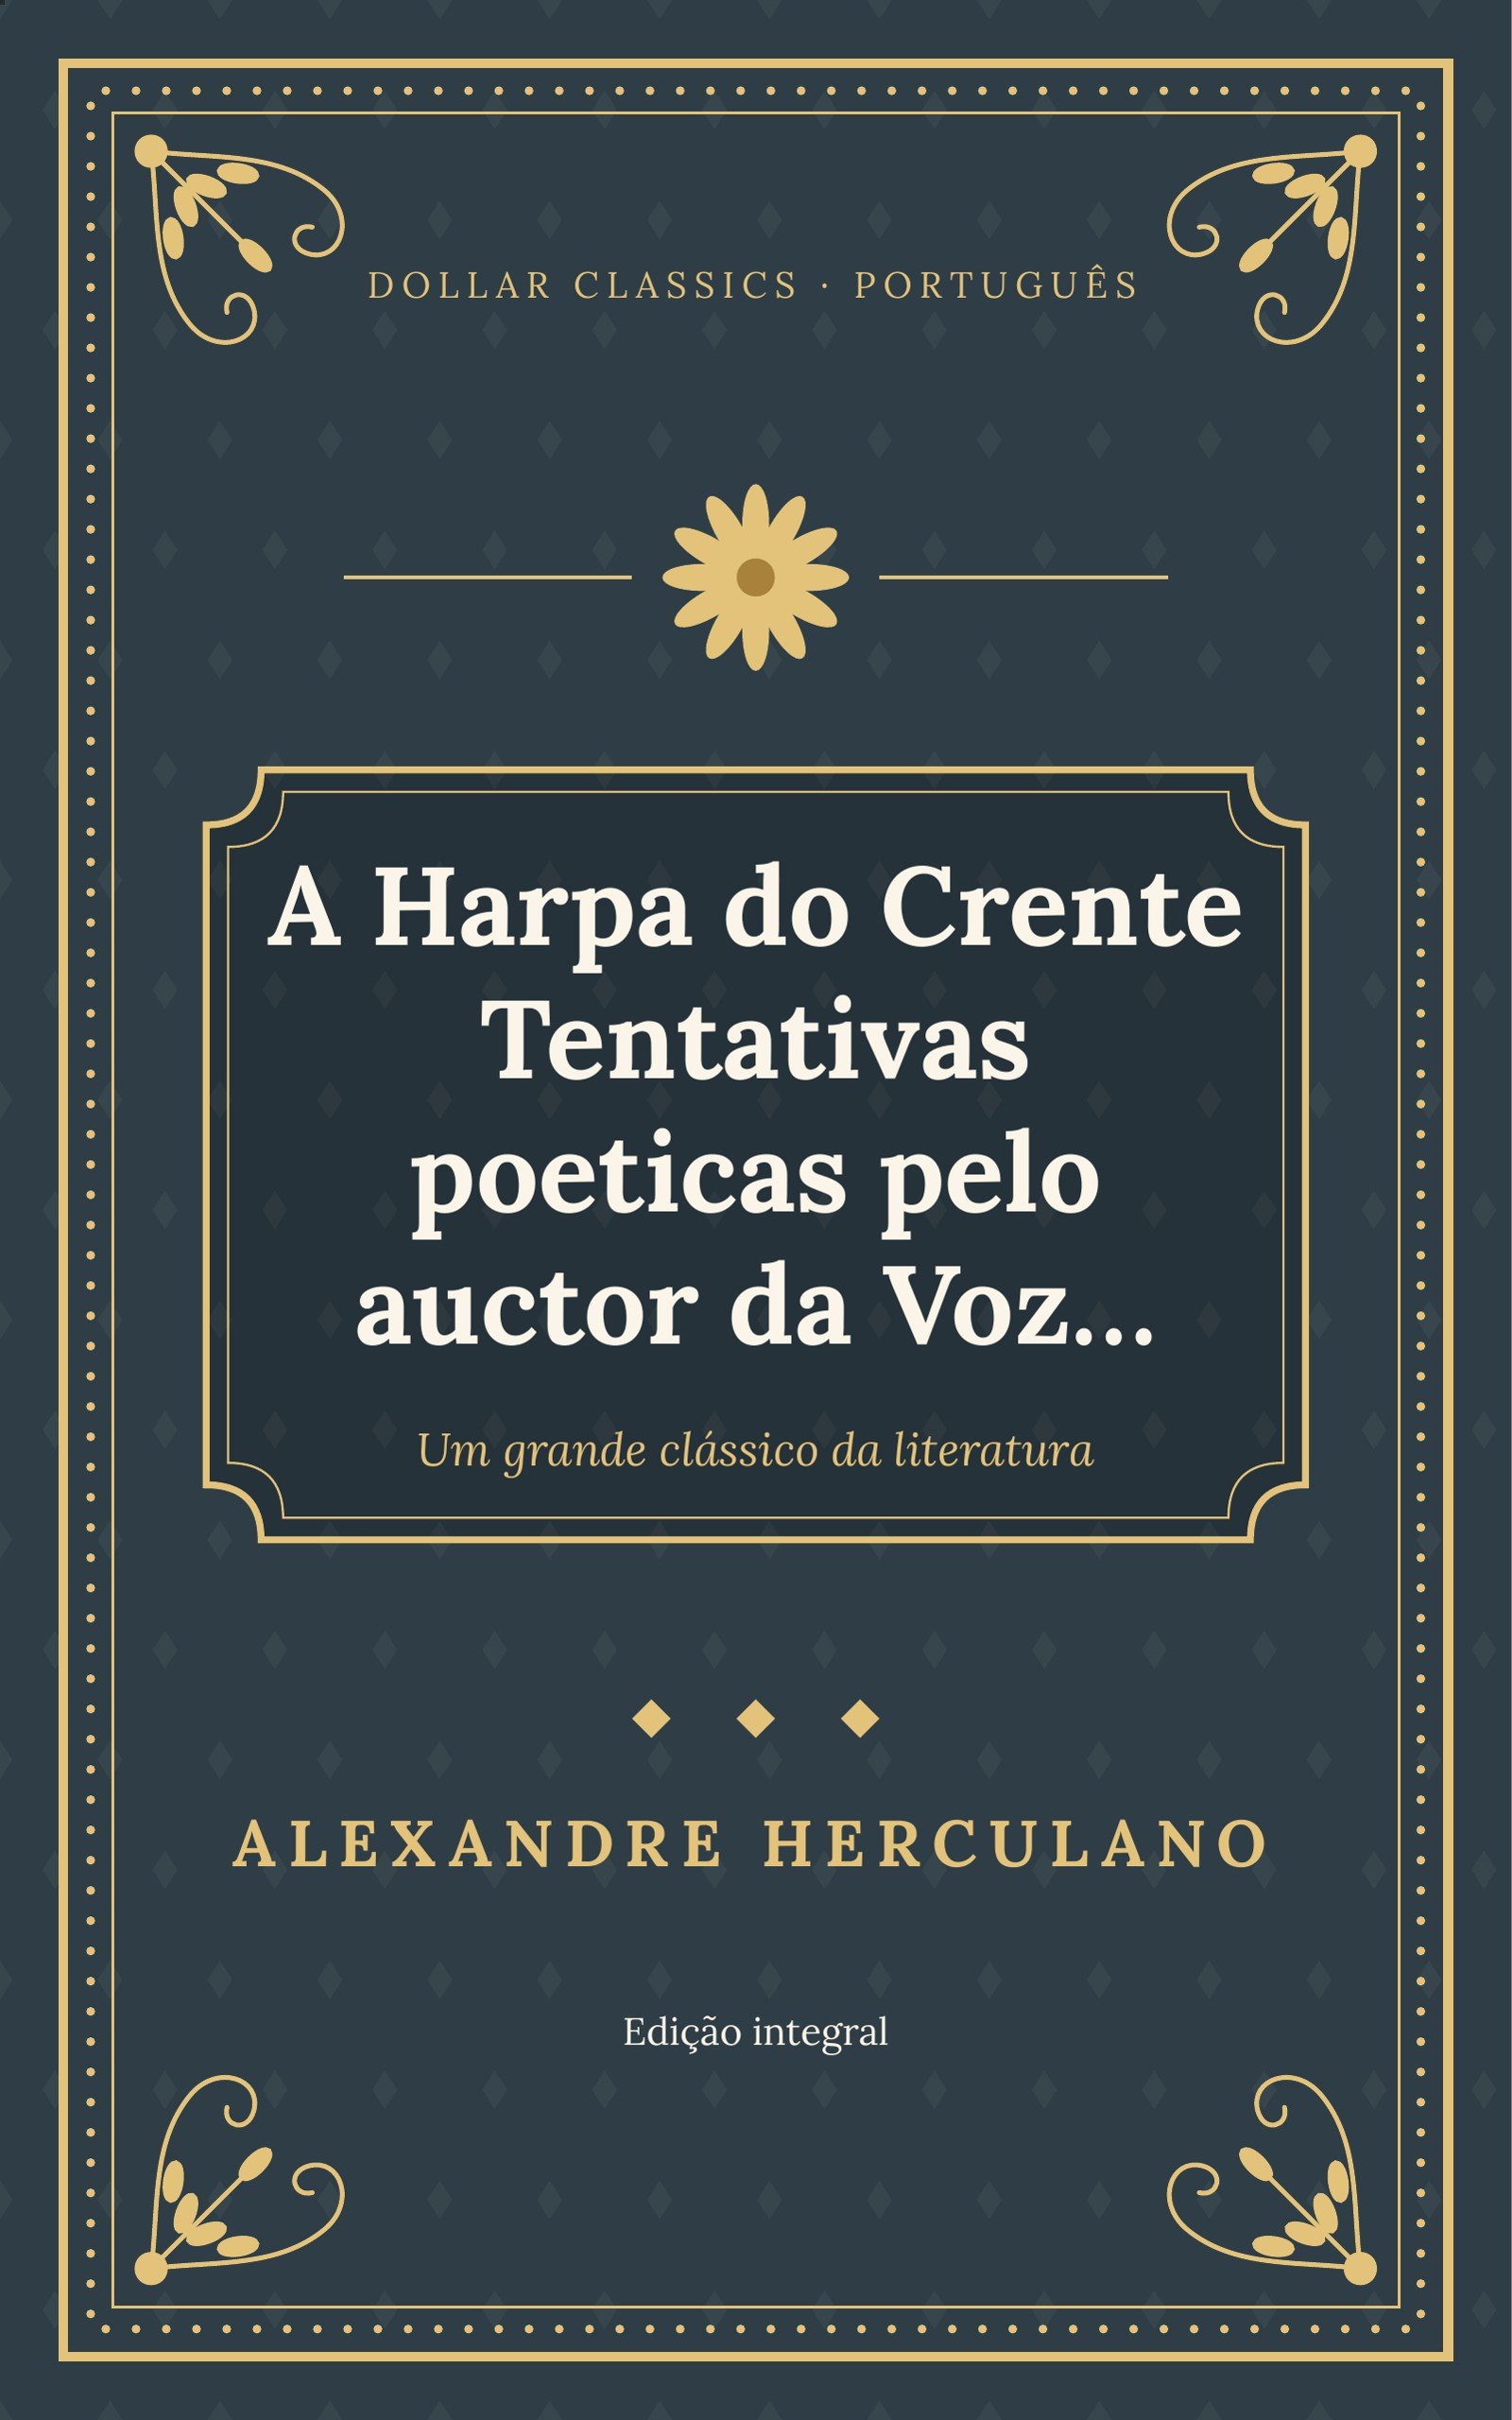 DOLLAR CLASSICS · PORTUGUÊS
A Harpa do Crente
Tentativas
poeticas pelo
auctor da Voz...
Um grande clássico da literatura
ALEXANDRE HERCULANO
Edição integral